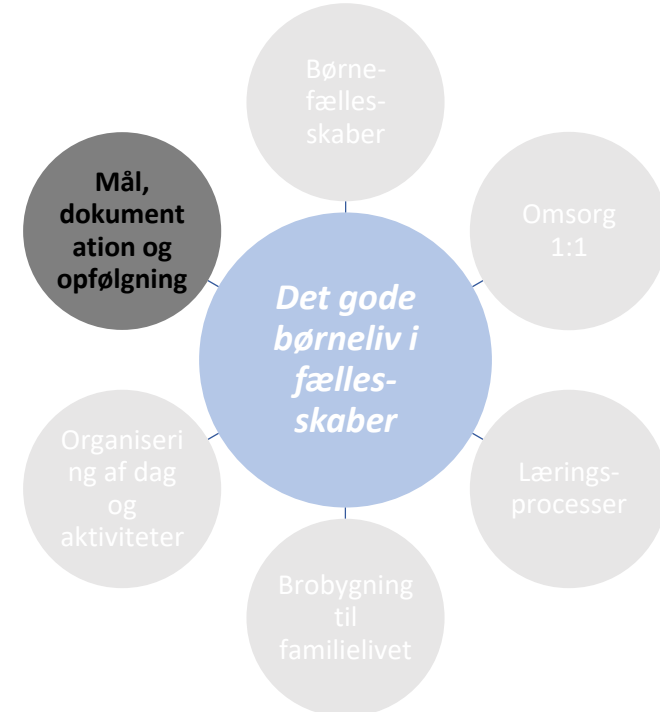 Børne-
fælles-
skaber
Mål,
dokument
ation og
opfølgning
Omsorg
1:1
Det gode
børneliv i
fælles-
skaber
Organiseri
ng af dag
og
aktiviteter
Lærings-
processer
Brobygning
til
familielivet